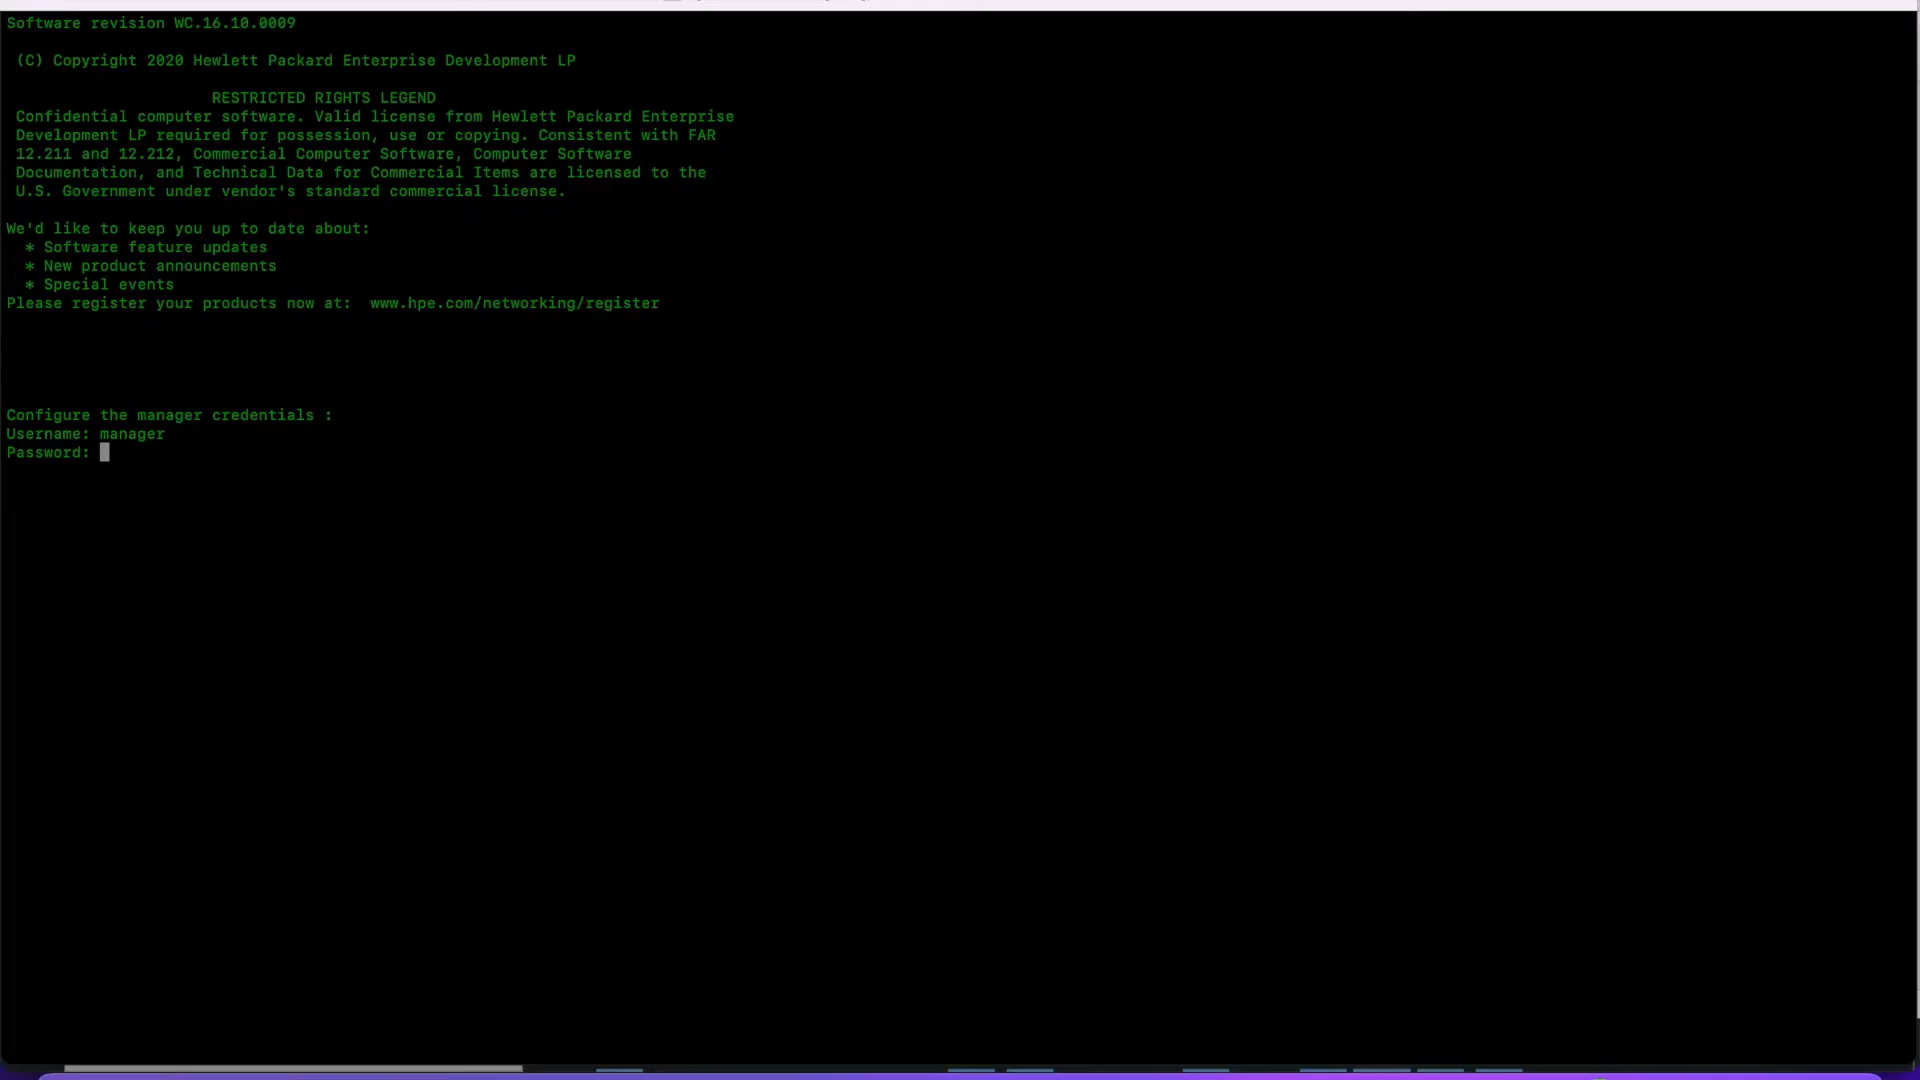 Software revision WC.16.10.0009
(C) Copyright 2020 Hewlett Packard Enterprise Development LP
RESTRICTED RIGHTS LEGEND
Confidential computer software. Valid license from Hewlett Packard Enterprise
Development LP required for possession, use or copying. Consistent with FAR
12.211 and 12.212, Commercial Computer Software, Computer Software
Documentation, and Technical Data for Commercial Items are licensed to the
U.S. Government under vendor's standard commercial license.
We'd like to keep you up to date about:
* Software feature updates
* New product announcements
* Special events
Please register your products now at:  www.hpe.com/networking/register
Configure the manager credentials :
Username: manager
Password: